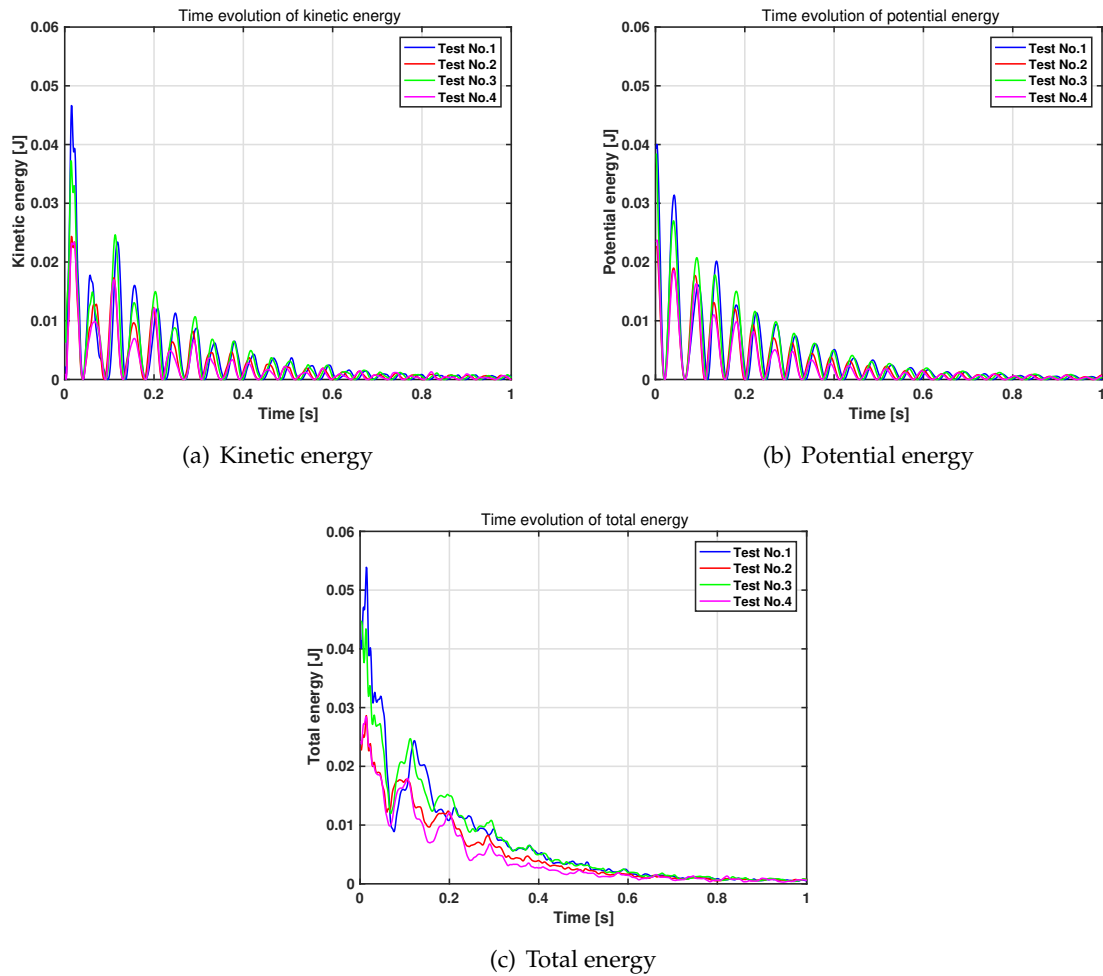 Time evolution of kinetic energy
0.06
0.05
0.04
0.03
0.02
0.01
0
Kinetic energy [J]
Test No.1
Test No.2
Test No.3
Test No.4
0 0.2 0.4 0.6 0.8 1
Time [s]
(a) Kinetic energy
Time evolution of potential energy
0.06
0.05
0.04
0.03
0.02
0.01
0
Potential energy [J]
Test No.1
Test No.2
Test No.3
Test No.4
0 0.2 0.4 0.6 0.8 1
Time [s]
(b) Potential energy
Time evolution of total energy
0.06
0.05
0.04
0.03
0.02
0.01
0
Total energy [J]
Test No.1
Test No.2
Test No.3
Test No.4
0 0.2 0.4 0.6 0.8 1
Time [s]
(c) Total energy